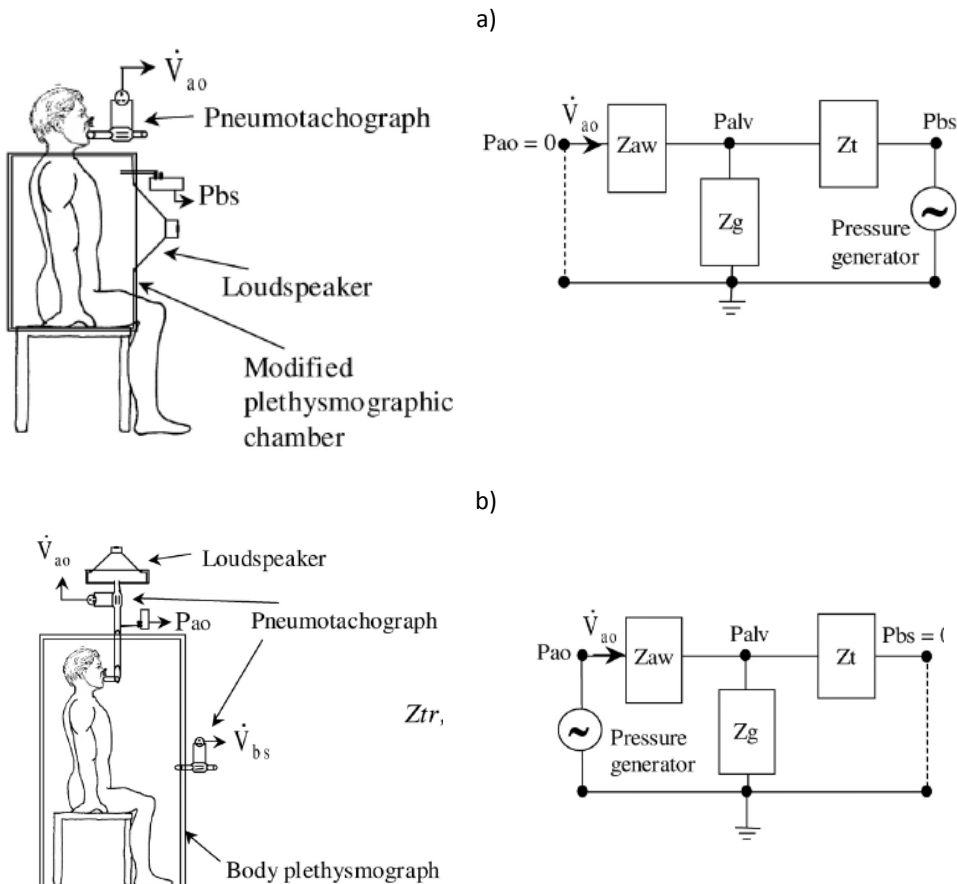 a)
V̇ao
Pneumotachograph
Pbs
Loudspeaker
Modified
plethysmographic
chamber
V̇ao
Pao = 0
Zaw
Palv
Zt
Pbs
Zg
Pressure
generator
~
b)
V̇ao
Loudspeaker
Pao
Pneumotachograph
V̇bs
Body plethysmograph
Ztr,
V̇ao
Pao
Zaw
Palv
Zt
Pbs = (
Zg
~
Pressure
generator